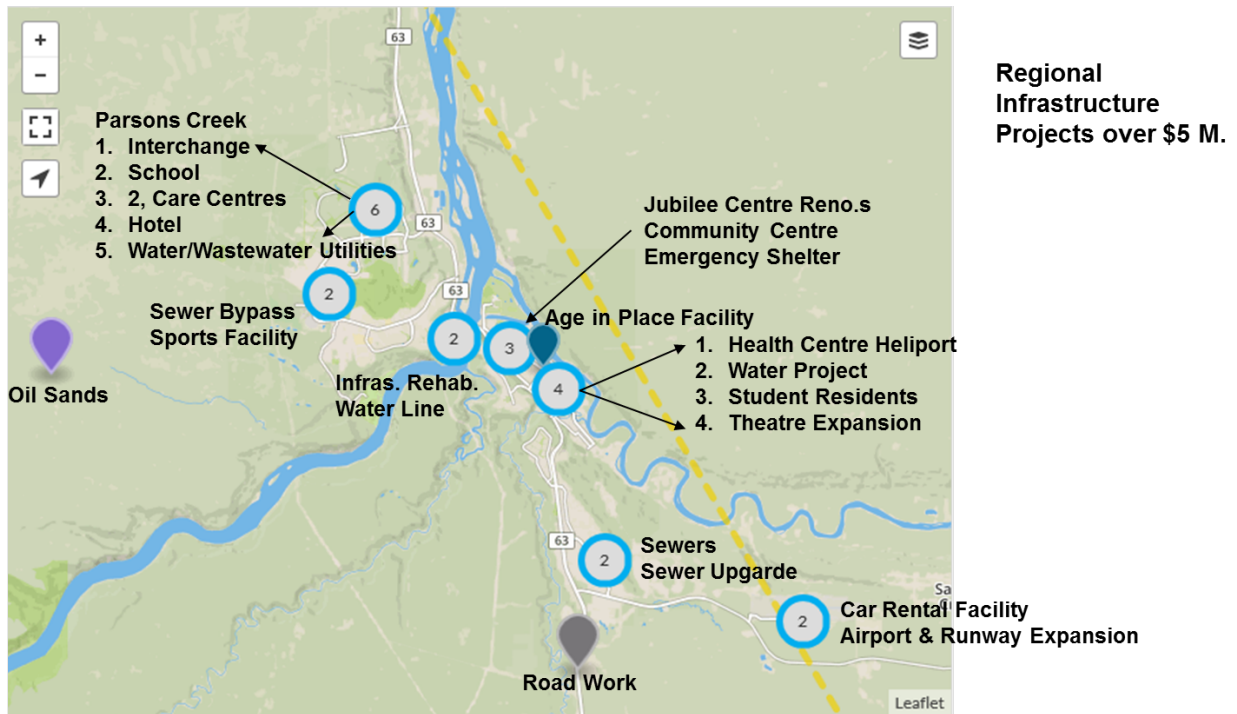 +
−
63
Regional
Infrastructure
Projects over $5 M.
Parsons Creek
1. Interchange
2. School
3. 2, Care Centres
4. Hotel
5. Water/Wastewater Utilities
6
63
Jubilee Centre Reno.s
Community Centre
Emergency Shelter
2
63
Sewer Bypass
Sports Facility
Oil Sands
2
3
Age in Place Facility
4
1. Health Centre Heliport
2. Water Project
3. Student Residents
4. Theatre Expansion
Infras. Rehab.
Water Line
63
2
Sewers
Sewer Upgarde
Sa
2
Car Rental Facility
Airport & Runway Expansion
Road Work
Leaflet